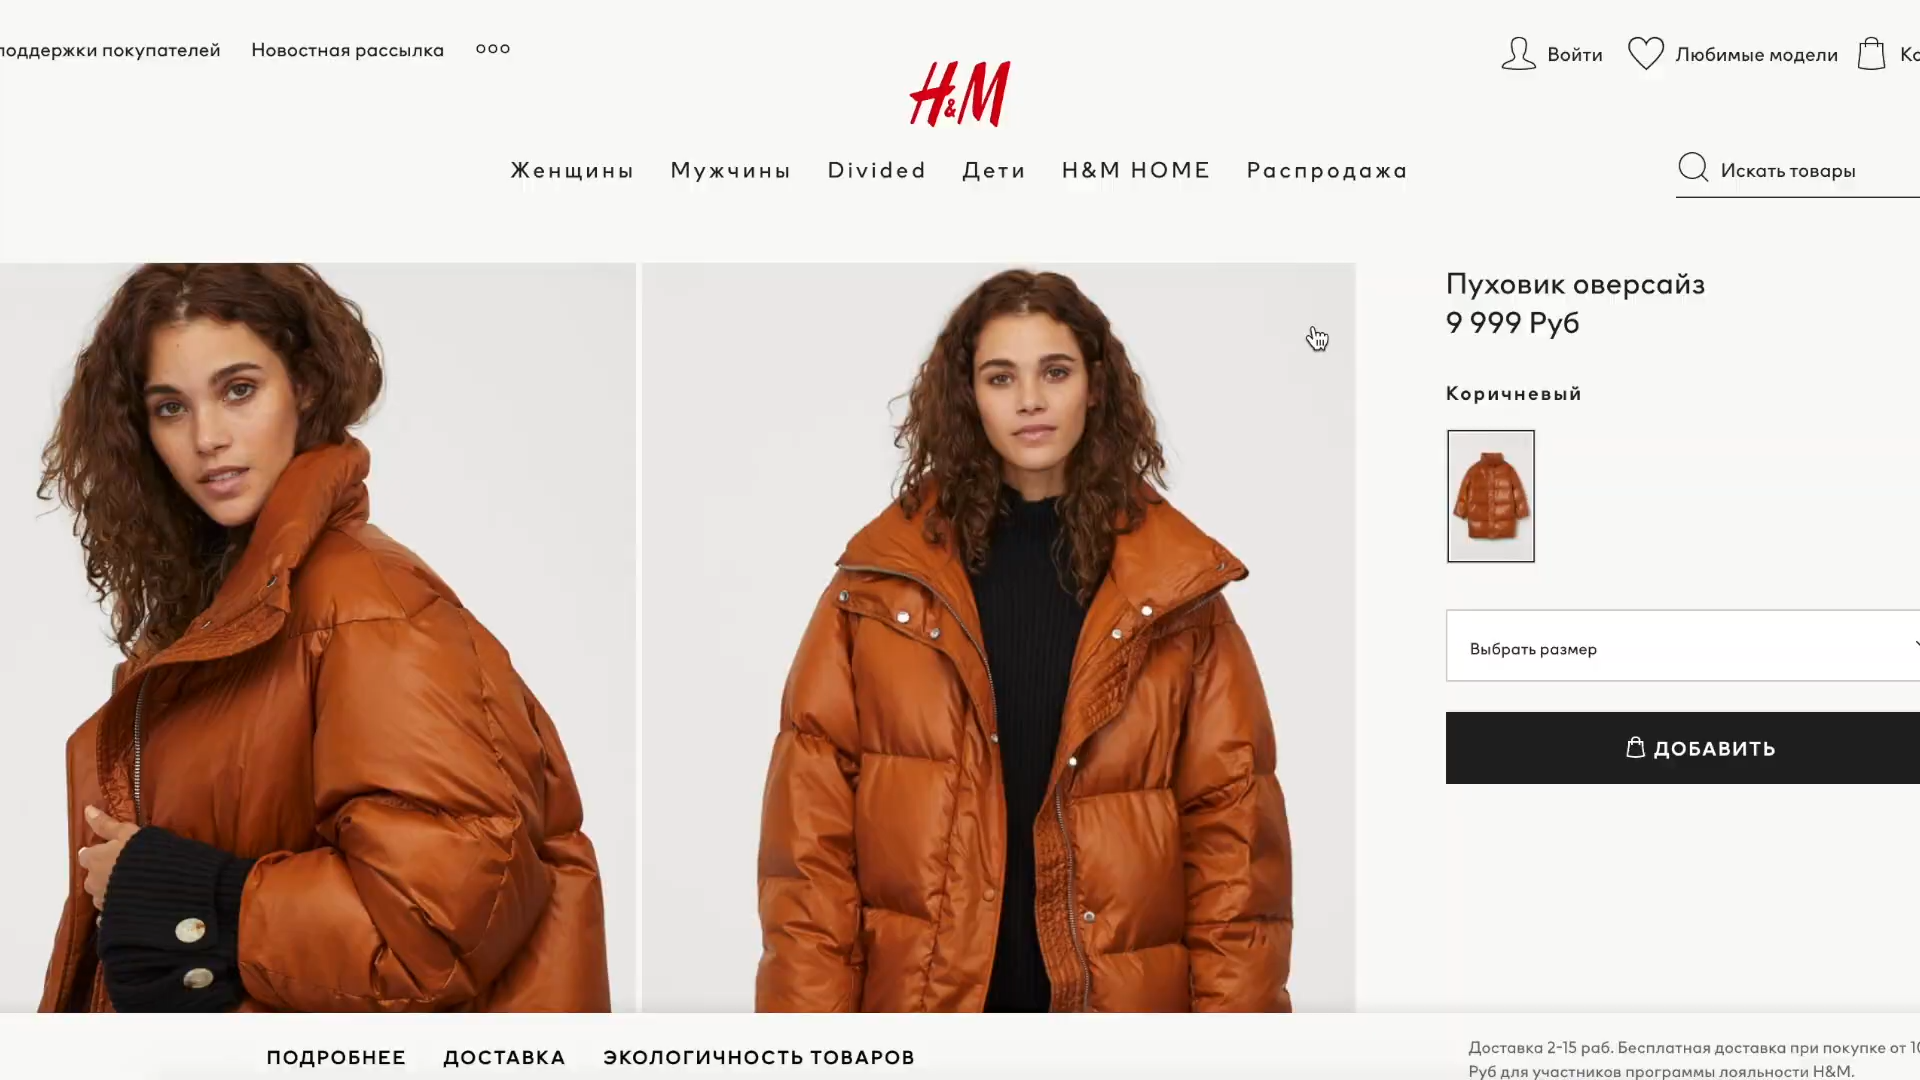 поддержки покупателей Новостная рассылка
Войти Любимые модели
H&M
Женщины Мужчины Divided Дети H&M HOME Распродажа
Искать товары
Пуховик оверсайз
9 999 Руб
Коричневый
Выбрать размер
ДОБАВИТЬ
ПОДРОБНЕЕ ДОСТАВКА ЭКОЛОГИЧНОСТЬ ТОВАРОВ
Доставка 2-15 раб. Бесплатная доставка при покупке от
Руб для участников программы лояльности H&M.